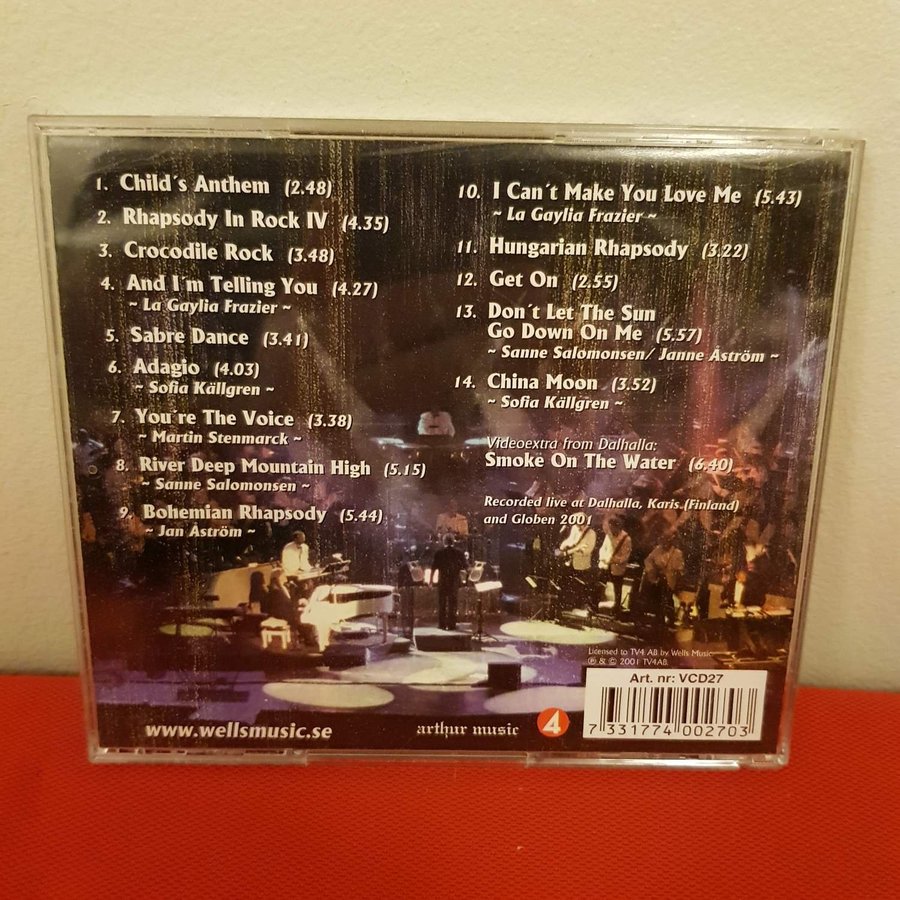 1. Child´s Anthem (2.48)
2. Rhapsody In Rock IV (4.35)
3. Crocodile Rock (3.48)
4. And I´m Telling You (4.27)
~ La Gaylia Frazier ~
5. Sabre Dance (3.41)
6. Adagio (4.03)
~ Sofia Källgren ~
7. You´re The Voice (3.38)
~ Martin Stenmarck ~
8. River Deep Mountain High (5.15)
~ Sanne Salomonsen ~
9. Bohemian Rhapsody (5.44)
~ Jan Åström ~
10. I Can´t Make You Love Me (5.43)
~ La Gaylia Frazier ~
11. Hungarian Rhapsody (3.22)
12. Get On (2.55)
13. Don´t Let The Sun
Go Down On Me (5.57)
~ Sanne Salomonsen/ Janne Åström ~
14. China Moon (3.52)
~ Sofia Källgren ~
Videoextra from Dalhalla:
Smoke On The Water (6.40)
Recorded live at Dalhalla, Karis.(Finland)
and Globen 2001
Licensed to TV4 AB by Wells Music
℗ & © 2001 TV4AB.
Art. nr: VCD27
7 331774 002703
www.wellsmusic.se
arthur music
4